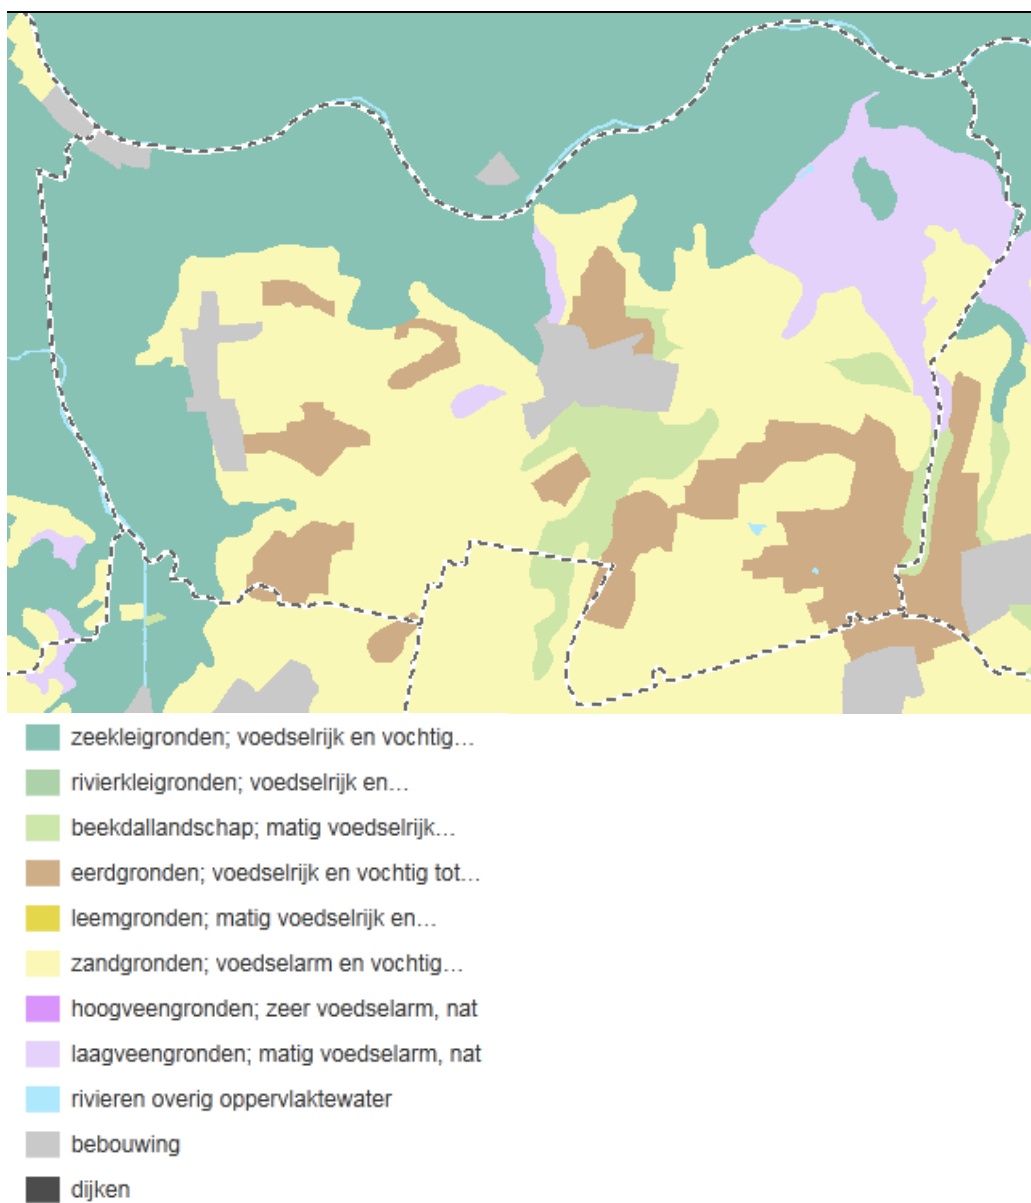 zeekleigronden; voedselrijk en vochtig...
rivierkleigronden; voedselrijk en...
beekdallandschap; matig voedselrijk...
eerdgronden; voedselrijk en vochtig tot...
leemgronden; matig voedselrijk en...
zandgronden; voedselarm en vochtig...
hoogveengronden; zeer voedselarm, nat
laagveengronden; matig voedselarm, nat
rivieren overig oppervlaktewater
bebouwing
dijken